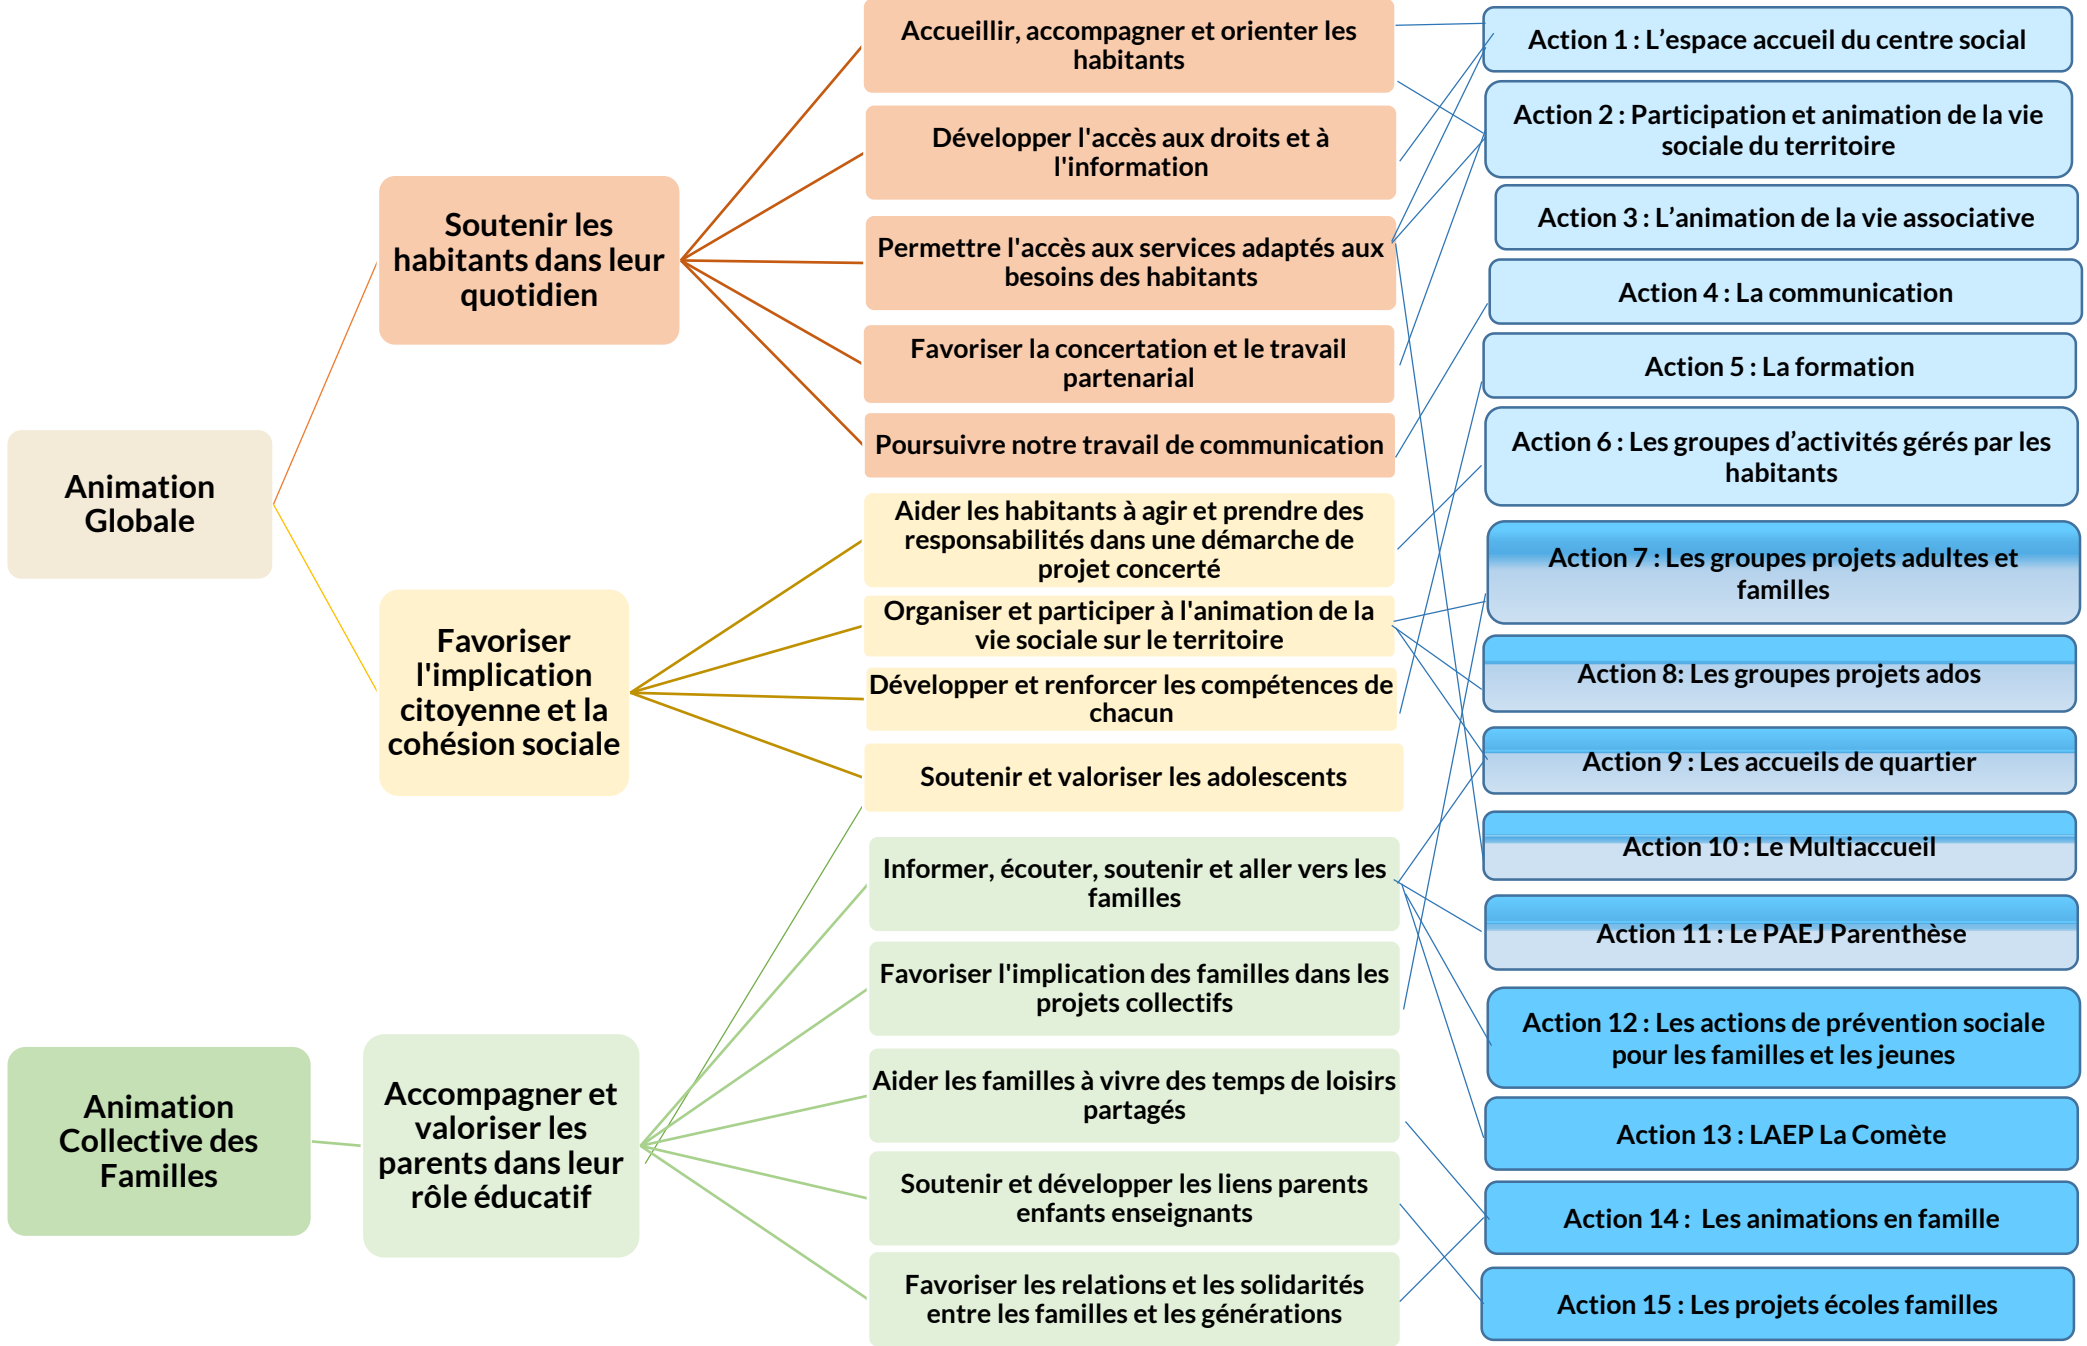 Animation
Globale
Animation
Collective des
Familles
Soutenir les
habitants dans leur
quotidien
Favoriser
l'implication
citoyenne et la
cohésion sociale
Accompagner et
valoriser les
parents dans leur
rôle éducatif
Accueillir, accompagner et orienter les
habitants
Développer l'accès aux droits et à
l'information
Permettre l'accès aux services adaptés aux
besoins des habitants
Favoriser la concertation et le travail
partenarial
Poursuivre notre travail de communication
Aider les habitants à agir et prendre des
responsabilités dans une démarche de
projet concerté
Organiser et participer à l'animation de la
vie sociale sur le territoire
Développer et renforcer les compétences de
chacun
Soutenir et valoriser les adolescents
Informer, écouter, soutenir et aller vers les
familles
Favoriser l'implication des familles dans les
projets collectifs
Aider les familles à vivre des temps de loisirs
partagés
Soutenir et développer les liens parents
enfants enseignants
Favoriser les relations et les solidarités
entre les familles et les générations
Action 1 : L’espace accueil du centre social
Action 2 : Participation et animation de la vie
sociale du territoire
Action 3 : L’animation de la vie associative
Action 4 : La communication
Action 5 : La formation
Action 6 : Les groupes d’activités gérés par les
habitants
Action 7 : Les groupes projets adultes et
familles
Action 8: Les groupes projets ados
Action 9 : Les accueils de quartier
Action 10 : Le Multiaccueil
Action 11 : Le PAEJ Parenthèse
Action 12 : Les actions de prévention sociale
pour les familles et les jeunes
Action 13 : LAEP La Comète
Action 14 : Les animations en famille
Action 15 : Les projets écoles familles